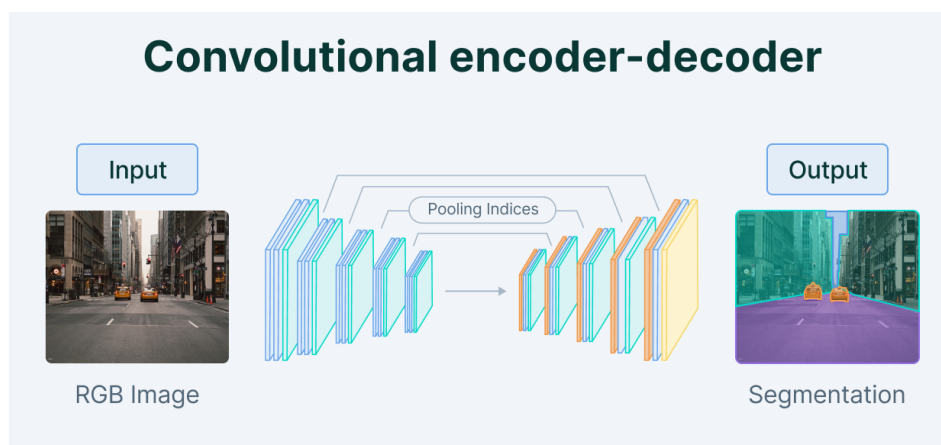 Convolutional encoder-decoder
Input
Output
Pooling Indices
RGB Image
Segmentation